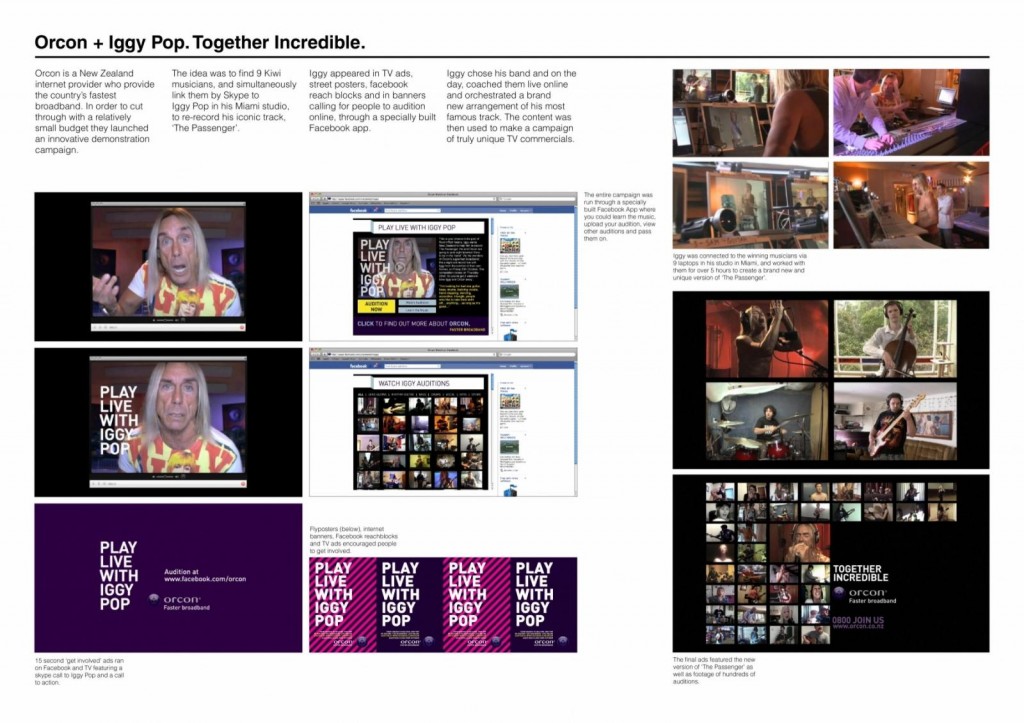 Orcon + Iggy Pop. Together Incredible.
Orcon is a New Zealand
internet provider who provide
the country's fastest
broadband. In order to cut
through with a relatively
small budget they launched
an innovative demonstration
campaign.
The idea was to find 9 Kiwi
musicians, and simultaneously
link them by Skype to
Iggy Pop in his Miami studio,
to re-record his iconic track,
'The Passenger'.
Iggy appeared in TV ads,
street posters, facebook
reach blocks and in banners
calling for people to audition
online, through a specially built
Facebook app.
Iggy chose his band and on the
day, coached them live online
and orchestrated a brand
new arrangement of his most
famous track. The content was
then used to make a campaign
of truly unique TV commercials.
facebook
PLAY LIVE WITH IGGY POP
PLAY
LIVE
WITH
IGGY
POP
AUDITION
NOW
CLICK TO FIND OUT MORE ABOUT ORCON.
FASTER BROADBAND
The entire campaign was
run through a specially
built Facebook App where
you could learn the music,
upload your audition, view
other auditions and pass
them on.
Iggy was connected to the winning musicians via
9 laptops in his studio in Miami, and worked with
them for over 5 hours to create a brand new and
unique version of 'The Passenger'.
PLAY
LIVE
WITH
IGGY
POP
facebook
WATCH IGGY AUDITIONS
PLAY
LIVE
WITH
IGGY
POP
Audition at
www.facebook.com/orcon
orcon
Faster broadband
15 second 'get involved' ads ran
on Facebook and TV featuring a
skype call to Iggy Pop and a call
to action.
Flyposters (below), internet
banners, Facebook reachblocks
and TV ads encouraged people
to get involved.
PLAY
LIVE
WITH
IGGY
POP
orcon
PLAY
LIVE
WITH
IGGY
POP
orcon
PLAY
LIVE
WITH
IGGY
POP
orcon
PLAY
LIVE
WITH
IGGY
POP
orcon
TOGETHER
INCREDIBLE
orcon
Faster broadband
0800 JOIN US
www.orcon.co.nz
The final ads featured the new
version of 'The Passenger' as
well as footage of hundreds of
auditions.